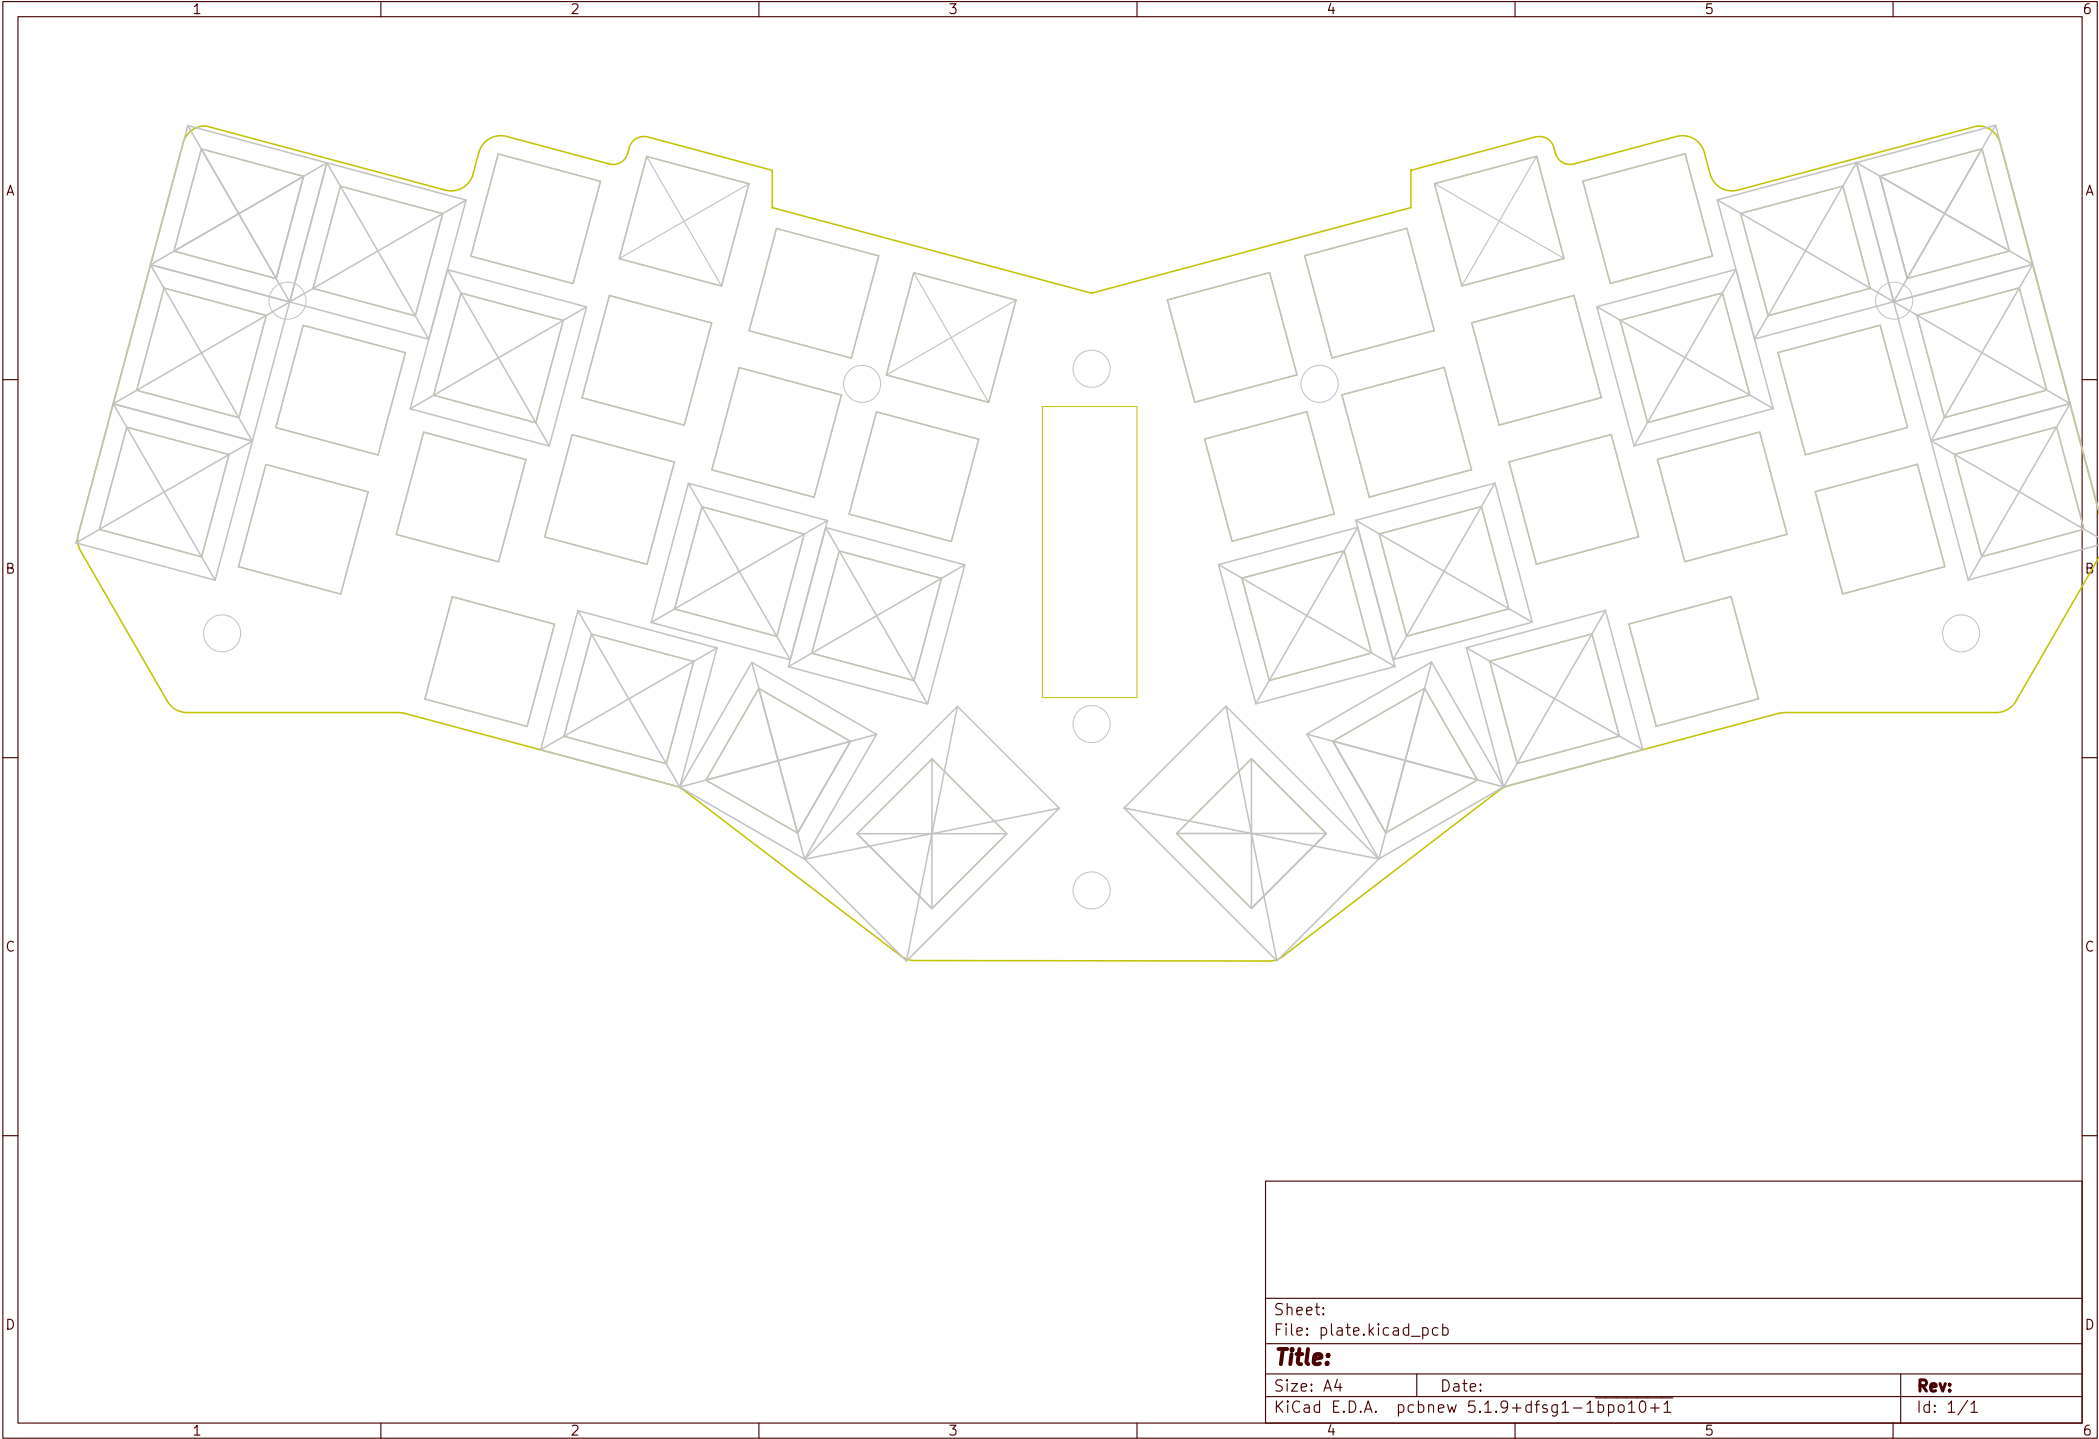 1 2 3 4 5 6
A A
B B
C C
D D
Sheet:
File: plate.kicad_pcb
Title:
Size: A4 Date: Rev:
KiCad E.D.A. pcbnew 5.1.9+dfsg1-1bpo10+1 Id: 1/1
1 2 3 4 5 6